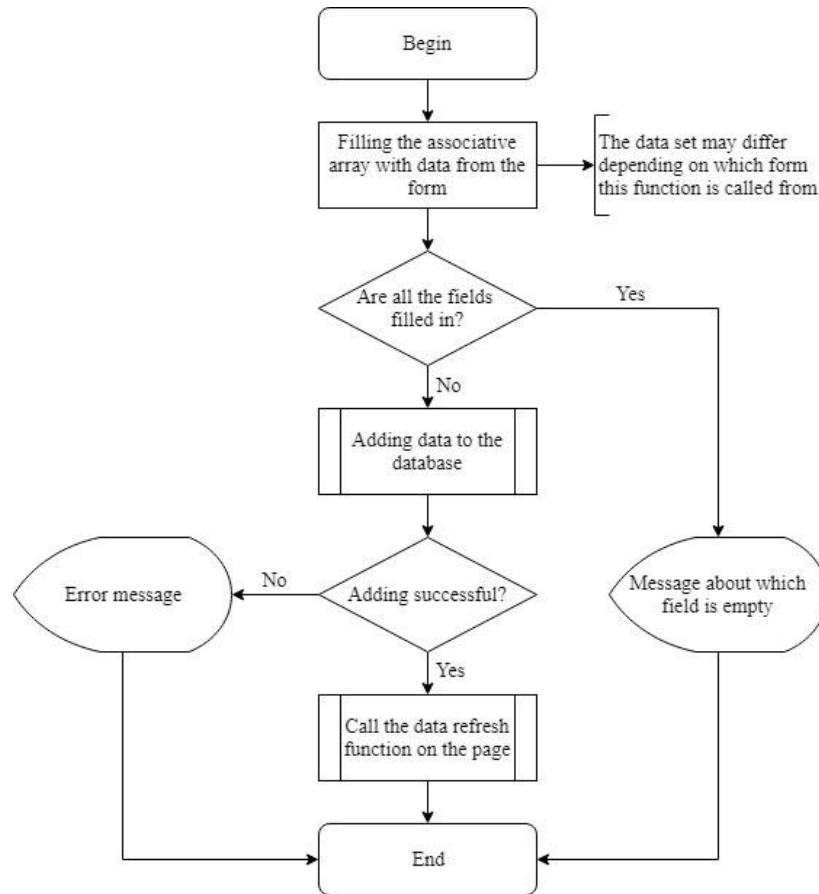 Begin
Filling the associative
array with data from the
form
The data set may differ
depending on which form
this function is called from
Are all the fields
filled in?
Yes
No
Adding data to the
database
No
Error message
Adding successful?
Message about which
field is empty
Yes
Call the data refresh
function on the page
End